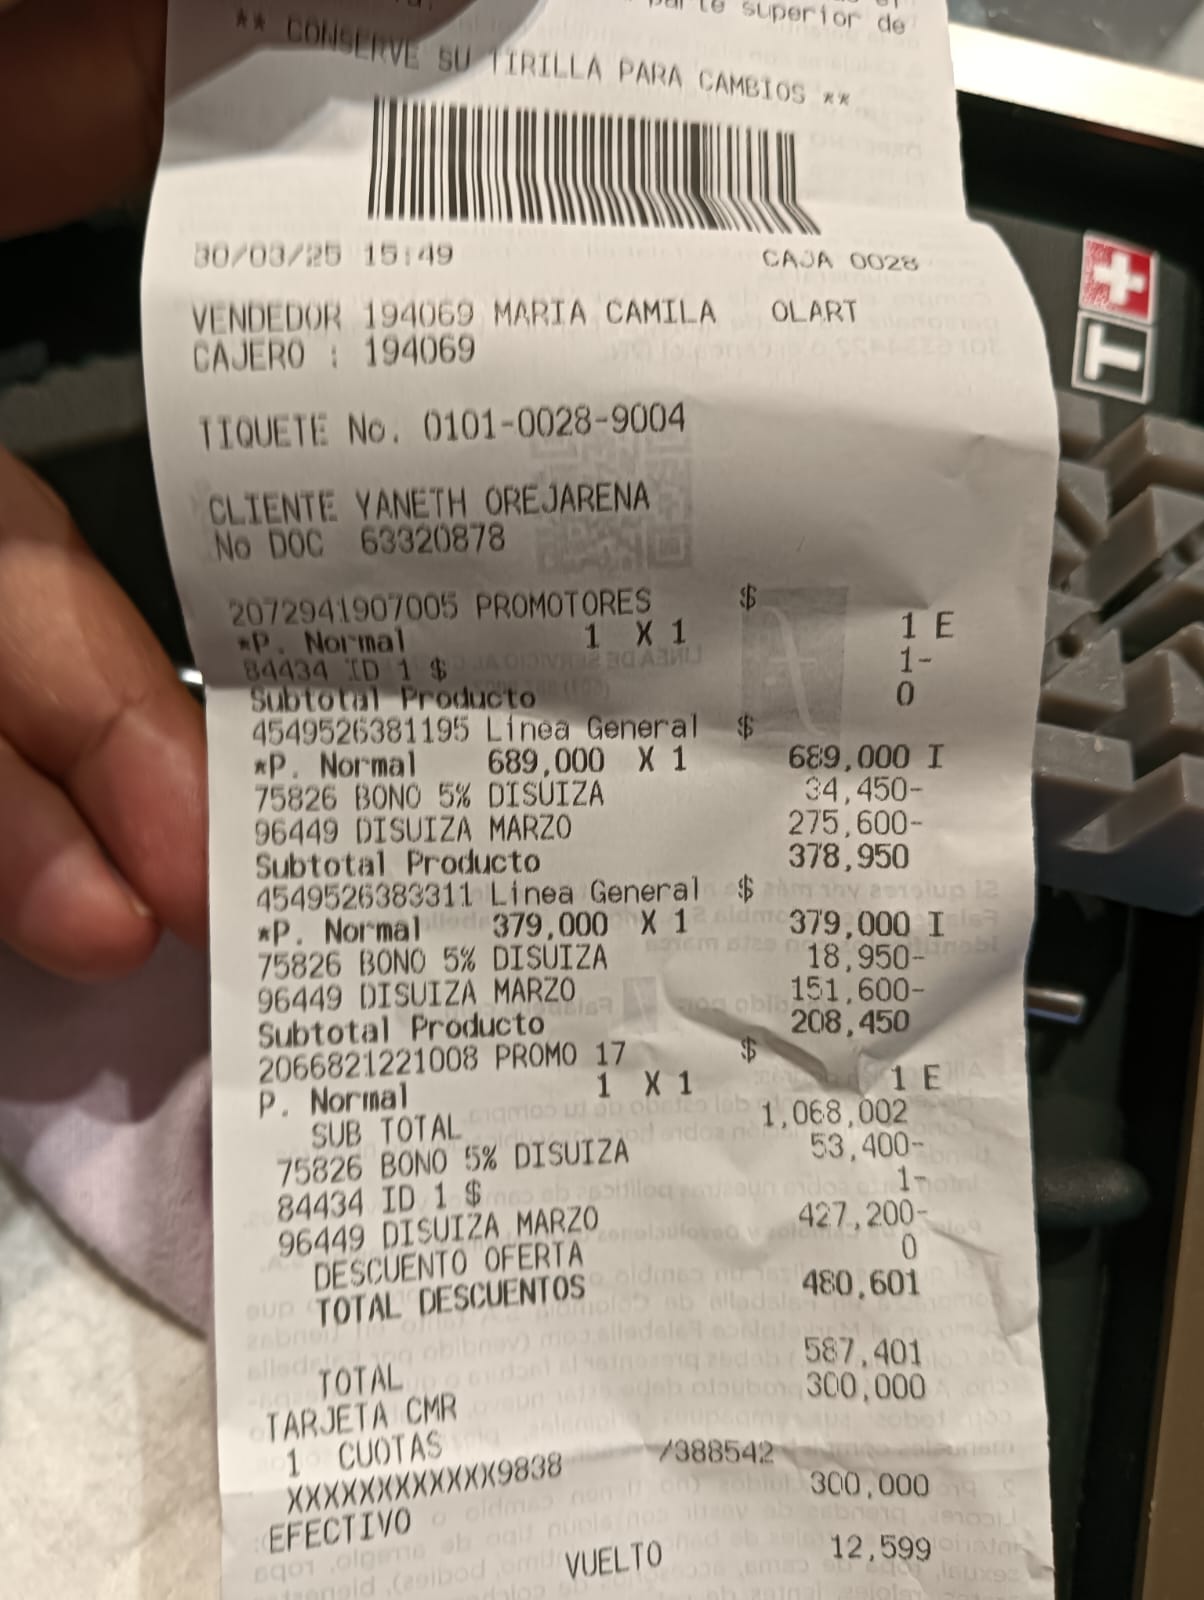 superior de
** CONSERVE SU TIRILLA PARA CAMBIOS **
30/03/25 15:49 CAJA 0028
VENDEDOR 194069 MARIA CAMILA OLART
CAJERO : 194069
TIQUETE No. 0101-0028-9004
CLIENTE YANETH OREJARENA
No DOC 63320878
2072941907005 PROMOTORES $
*P. Normal 1 X 1 1 E
84434 ID 1 $ 1-
Subtotal Producto 0
4549526381195 Linea General $
*P. Normal 689,000 X 1 689,000 I
75826 BONO 5% DISUIZA 34,450-
96449 DISUIZA MARZO 275,600-
Subtotal Producto 378,950
4549526383311 Linea General $
*P. Normal 379,000 X 1 379,000 I
75826 BONO 5% DISUIZA 18,950-
96449 DISUIZA MARZO 151,600-
Subtotal Producto 208,450
2066821221008 PROMO 17 $
P. Normal 1 X 1 1 E
SUB TOTAL 1,068,002
75826 BONO 5% DISUIZA 53,400-
84434 ID 1 $ 1-
96449 DISUIZA MARZO 427,200-
DESCUENTO OFERTA 0
TOTAL DESCUENTOS 480,601
TOTAL 587,401
TARJETA CMR 300,000
1 CUOTAS
XXXXXXXXXXXX9838 /388542
EFECTIVO 300,000
VUELTO 12,599
T